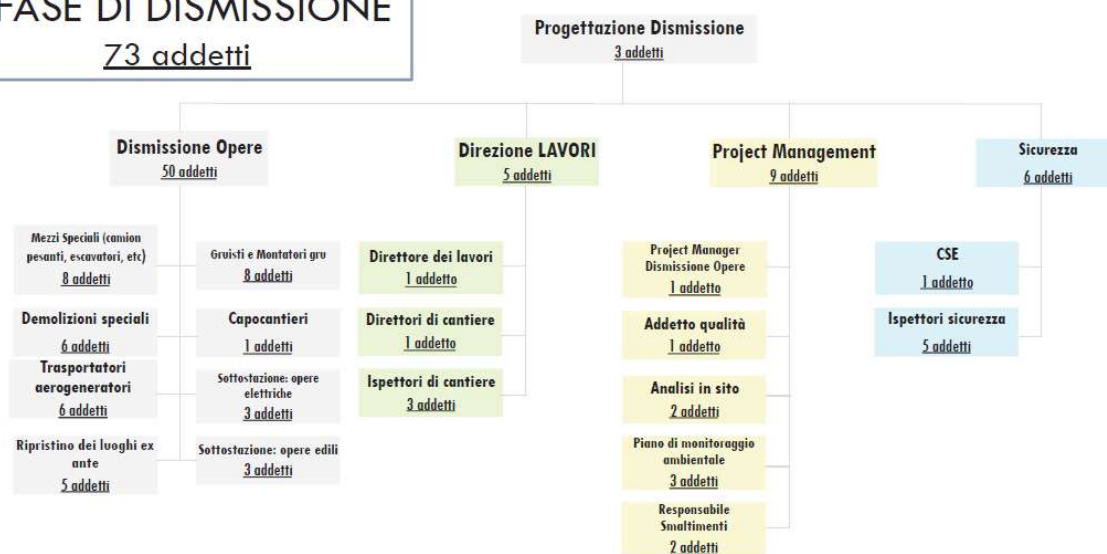 FASE DI DISMISSIONE
73 addetti
Progettazione Dismissione
3 addetti
Dismissione Opere
50 addetti
Direzione LAVORI
5 addetti
Project Management
9 addetti
Sicurezza
6 addetti
Mezzi Speciali (camion
pesanti, escavatori, etc)
8 addetti
Gruisti e Montatori gru
8 addetti
Demolizioni speciali
6 addetti
Capocantieri
1 addetti
Trasportatori
aerogeneratori
6 addetti
Sottostazione: opere
elettriche
3 addetti
Ripristino dei luoghi ex
ante
5 addetti
Sottostazione: opere edili
3 addetti
Direttore dei lavori
1 addetto
Direttori di cantiere
1 addetto
Ispettori di cantiere
3 addetti
Project Manager
Dismissione Opere
1 addetto
Addetto qualità
1 addetto
Analisi in sito
2 addetti
Piano di monitoraggio
ambientale
3 addetti
Responsabile
Smaltimenti
2 addetti
CSE
1 addetto
Ispettori sicurezza
5 addetti